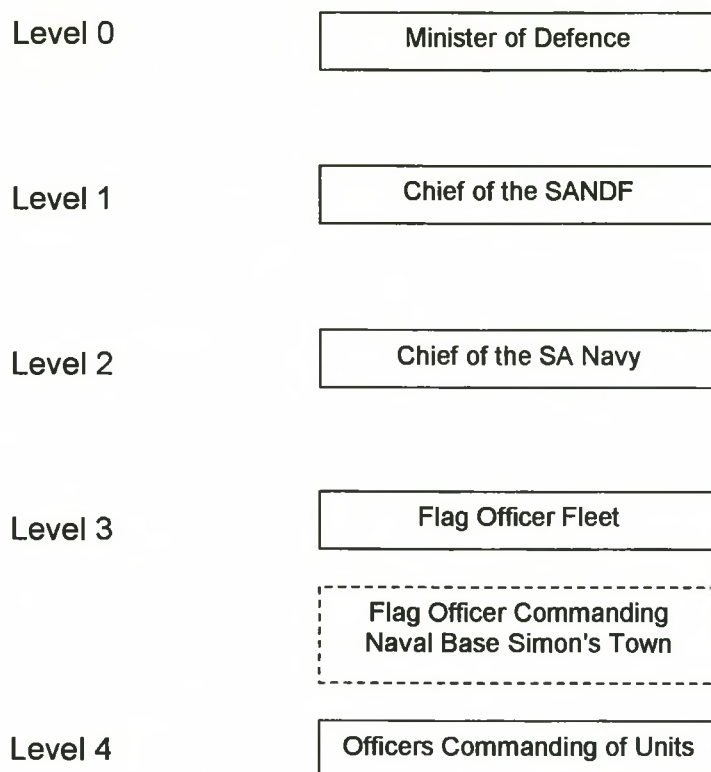 Level 0
Minister of Defence
Level 1
Chief of the SANDF
Level 2
Chief of the SA Navy
Level 3
Flag Officer Fleet
Flag Officer Commanding
Naval Base Simon's Town
Level 4
Officers Commanding of Units